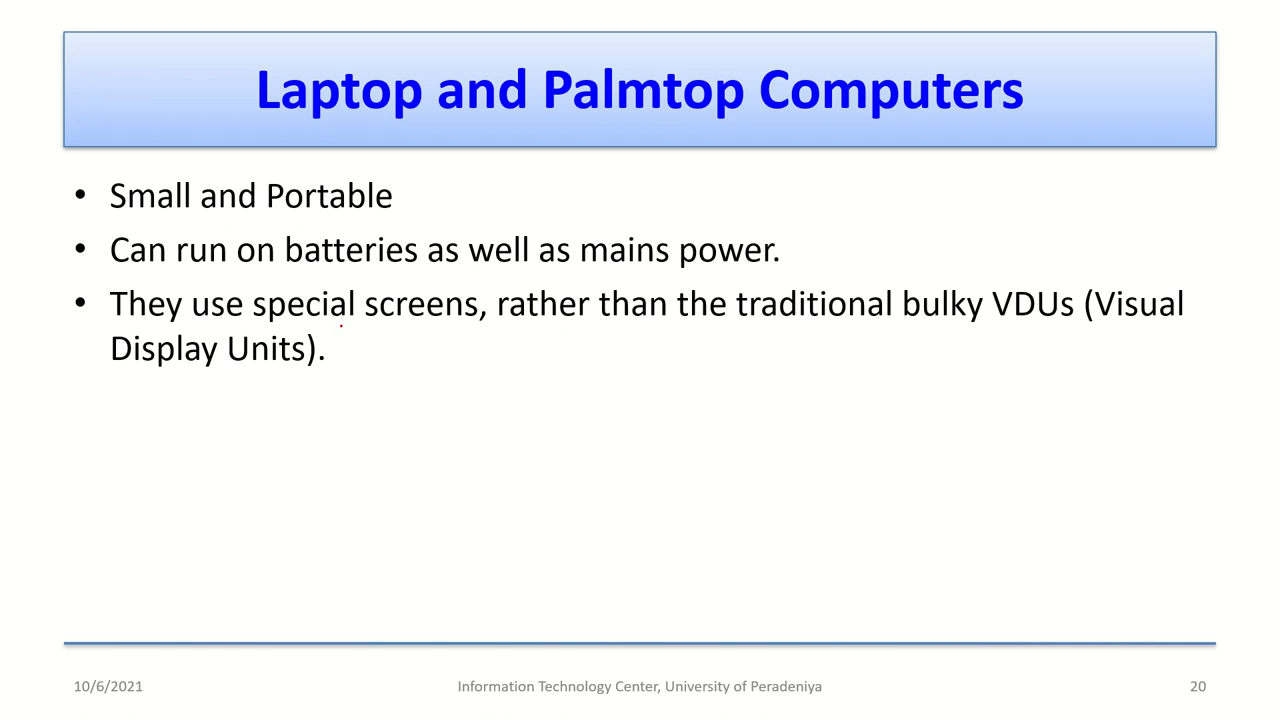 Laptop and Palmtop Computers
• Small and Portable
• Can run on batteries as well as mains power.
• They use special screens, rather than the traditional bulky VDUs (Visual
Display Units).
10/6/2021 Information Technology Center, University of Peradeniya 20